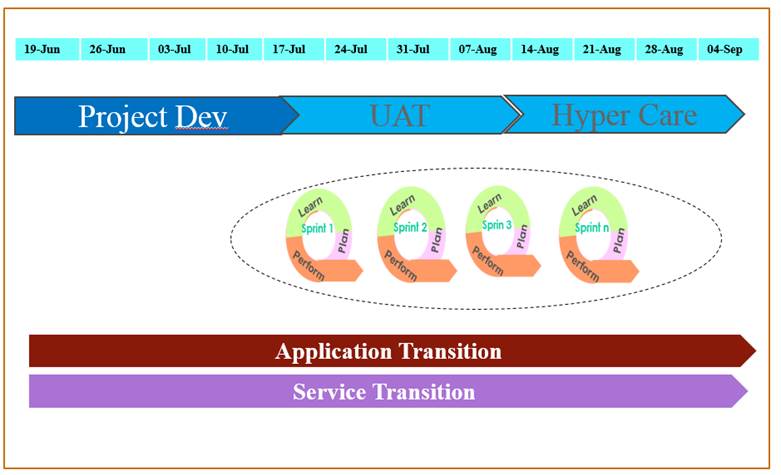 19-Jun 26-Jun 03-Jul 10-Jul 17-Jul 24-Jul 31-Jul 07-Aug 14-Aug 21-Aug 28-Aug 04-Sep
Project Dev UAT Hyper Care
Learn Learn Learn Learn
Sprint 1 Sprint 2 Sprin 3 Sprint n
Plan Plan Plan Plan
Perform Perform Perform Perform
Application Transition
Service Transition